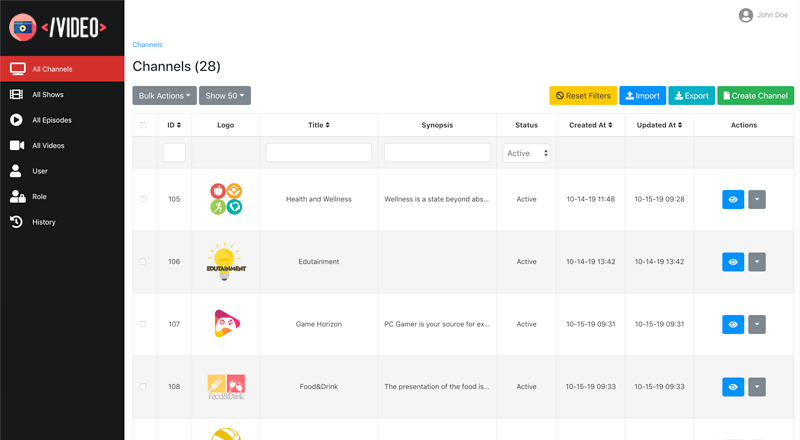 </VIDEO>
John Doe
All Channels
All Shows
All Episodes
All Videos
User
Role
History
Channels
Channels (28)
Bulk Actions Show 50 Reset Filters Import Export Create Channel
ID Logo Title Synopsis Status Created At Updated At Actions
Active
105 Health and Wellness Wellness is a state beyond abs... Active 10-14-19 11:48 10-15-19 09:28
106 EDUTAINMENT Edutainment Active 10-14-19 13:42 10-14-19 13:42
107 Game Horizon PC Gamer is your source for ex... Active 10-15-19 09:31 10-15-19 09:31
108 Food&Drink Food&Drink The presentation of the food is... Active 10-15-19 09:33 10-15-19 09:33